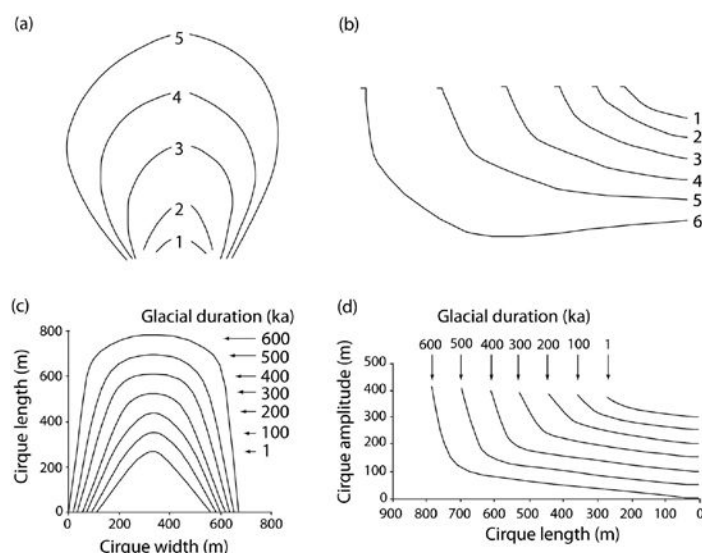 (a)
5
4
3
2
1
(b)
1
2
3
4
5
6
(c)
Glacial duration (ka)
800
600
400
200
0
Cirque length (m)
600
500
400
300
200
100
1
0 200 400 600 800
Cirque width (m)
(d)
Glacial duration (ka)
600 500 400 300 200 100 1
500
400
300
200
100
0
Cirque amplitude (m)
900 800 700 600 500 400 300 200 100 0
Cirque length (m)